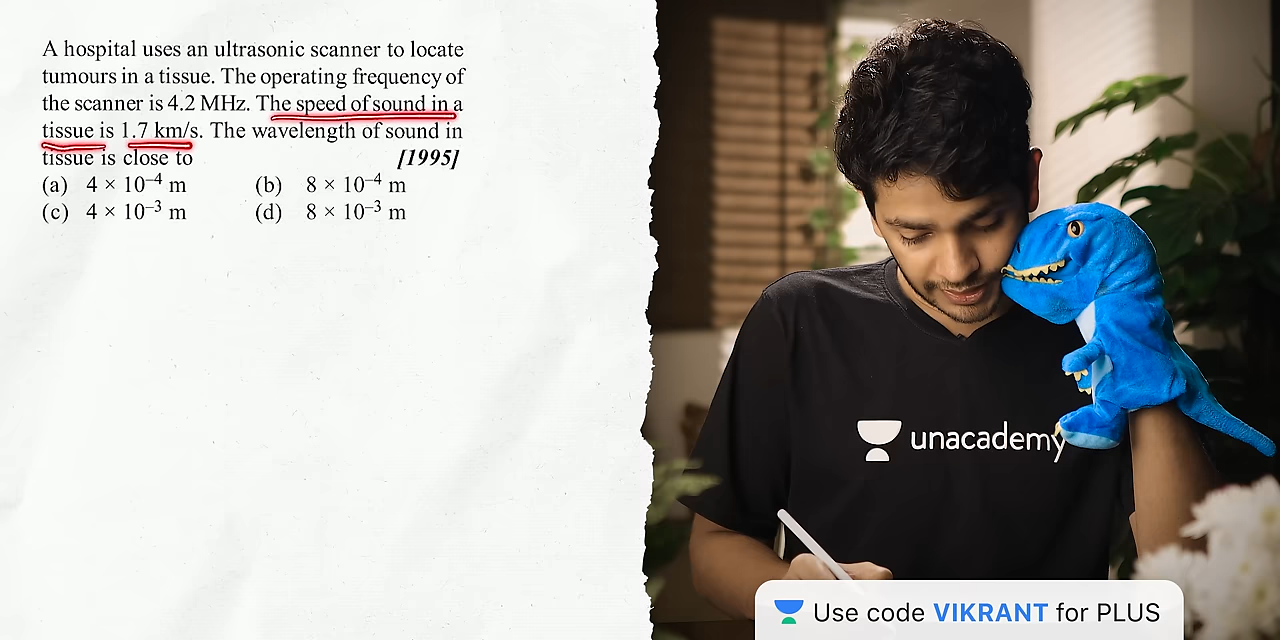 A hospital uses an ultrasonic scanner to locate
tumours in a tissue. The operating frequency of
the scanner is 4.2 MHz. The speed of sound in a
tissue is 1.7 km/s. The wavelength of sound in
tissue is close to [1995]
(a) 4 × 10⁻⁴ m (b) 8 × 10⁻⁴ m
(c) 4 × 10⁻³ m (d) 8 × 10⁻³ m
unacademy
Use code VIKRANT for PLUS